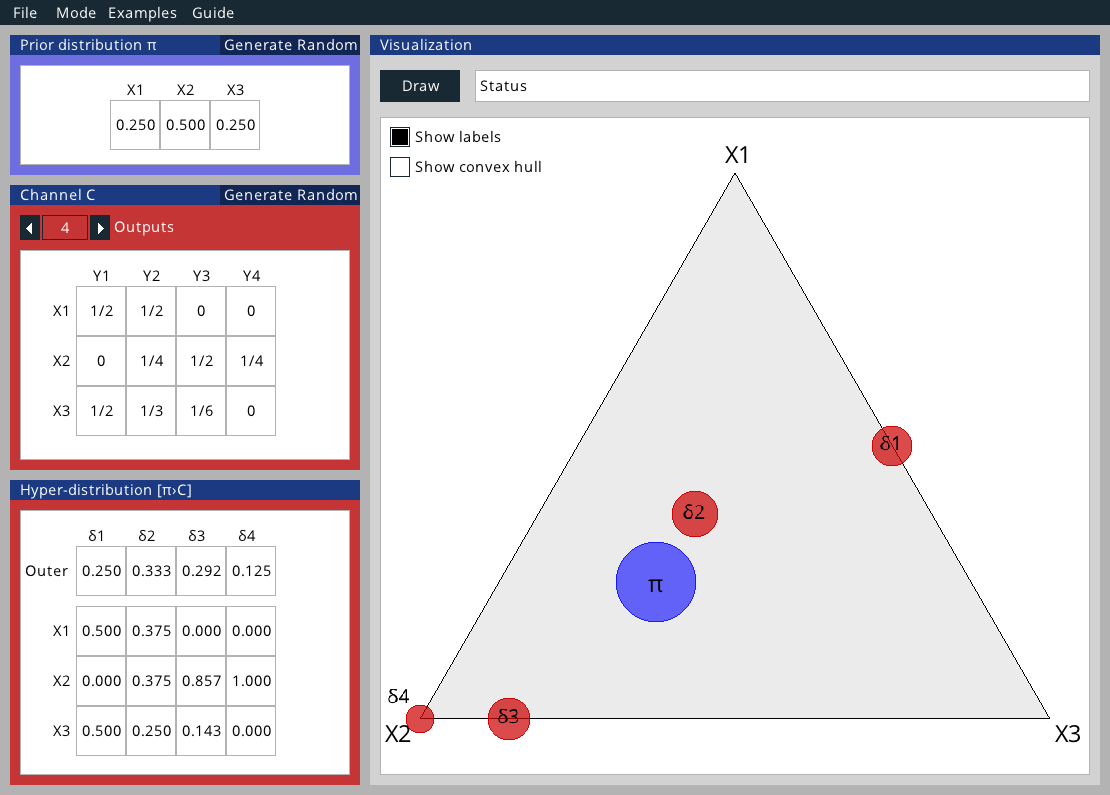 File Mode Examples Guide
Prior distribution π Generate Random
X1 X2 X3
0.250 0.500 0.250
Channel C Generate Random
4 Outputs
Y1 Y2 Y3 Y4
X1 1/2 1/2 0 0
X2 0 1/4 1/2 1/4
X3 1/2 1/3 1/6 0
Hyper-distribution [π›C]
δ1 δ2 δ3 δ4
Outer 0.250 0.333 0.292 0.125
X1 0.500 0.375 0.000 0.000
X2 0.000 0.375 0.857 1.000
X3 0.500 0.250 0.143 0.000
Visualization
Draw Status
Show labels
Show convex hull
X1
δ1
δ2
π
δ4
δ3
X2 X3